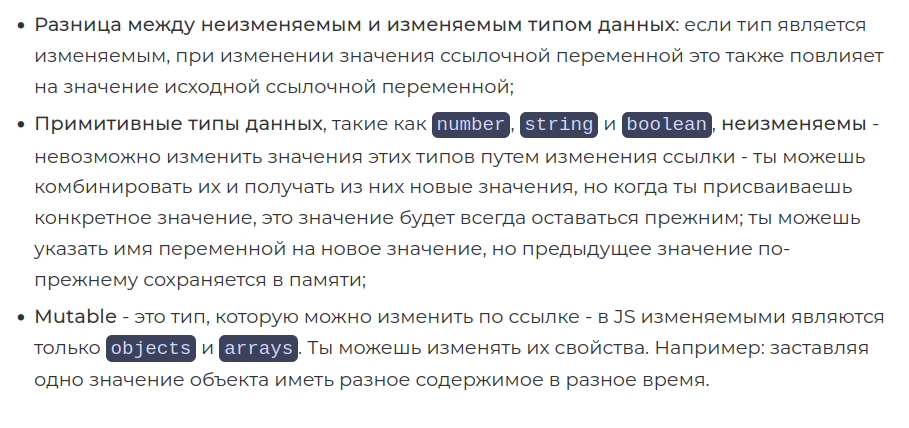 • Разница между неизменяемым и изменяемым типом данных: если тип является
изменяемым, при изменении значения ссылочной переменной это также повлияет
на значение исходной ссылочной переменной;
• Примитивные типы данных, такие как number, string и boolean, неизменяемы -
невозможно изменить значения этих типов путем изменения ссылки - ты можешь
комбинировать их и получать из них новые значения, но когда ты присваиваешь
конкретное значение, это значение будет всегда оставаться прежним; ты можешь
указать имя переменной на новое значение, но предыдущее значение по-
прежнему сохраняется в памяти;
• Mutable - это тип, которую можно изменить по ссылке - в JS изменяемыми являются
только objects и arrays. Ты можешь изменять их свойства. Например: заставляя
одно значение объекта иметь разное содержимое в разное время.